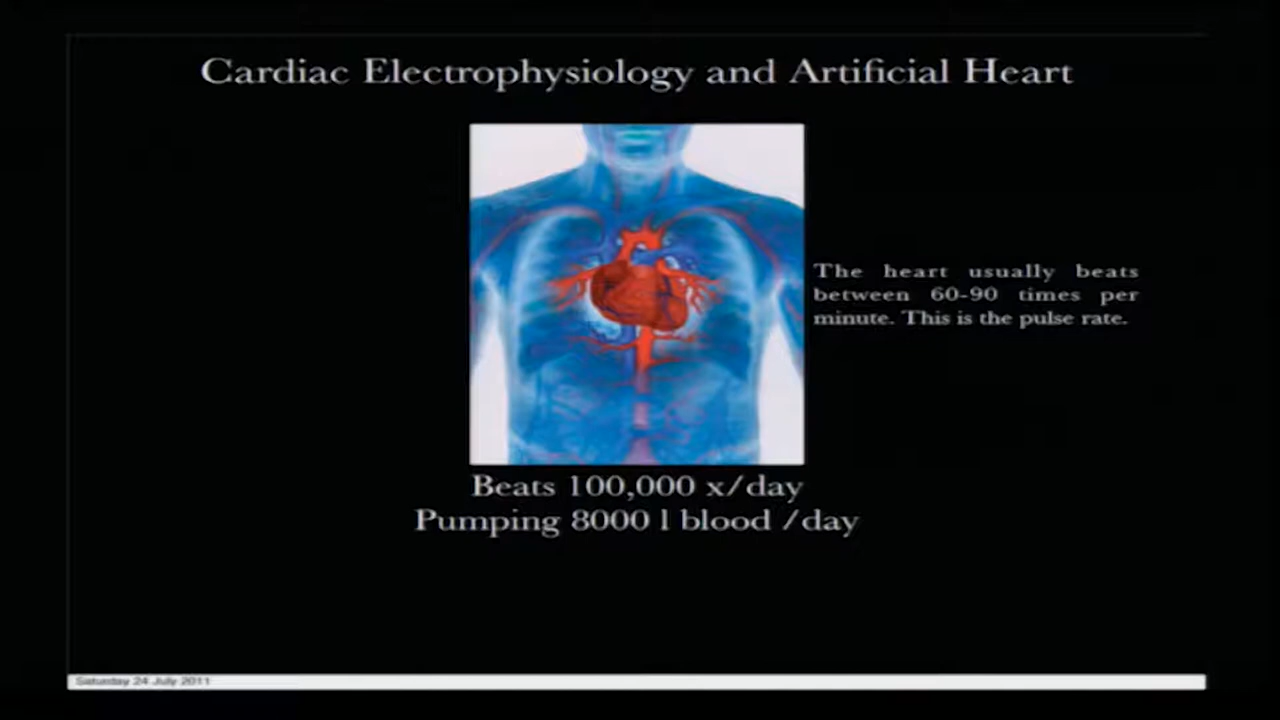 Cardiac Electrophysiology and Artificial Heart
The heart usually beats
between 60-90 times per
minute. This is the pulse rate.
Beats 100,000 x/day
Pumping 8000 l blood /day
Saturday 24 July 2011